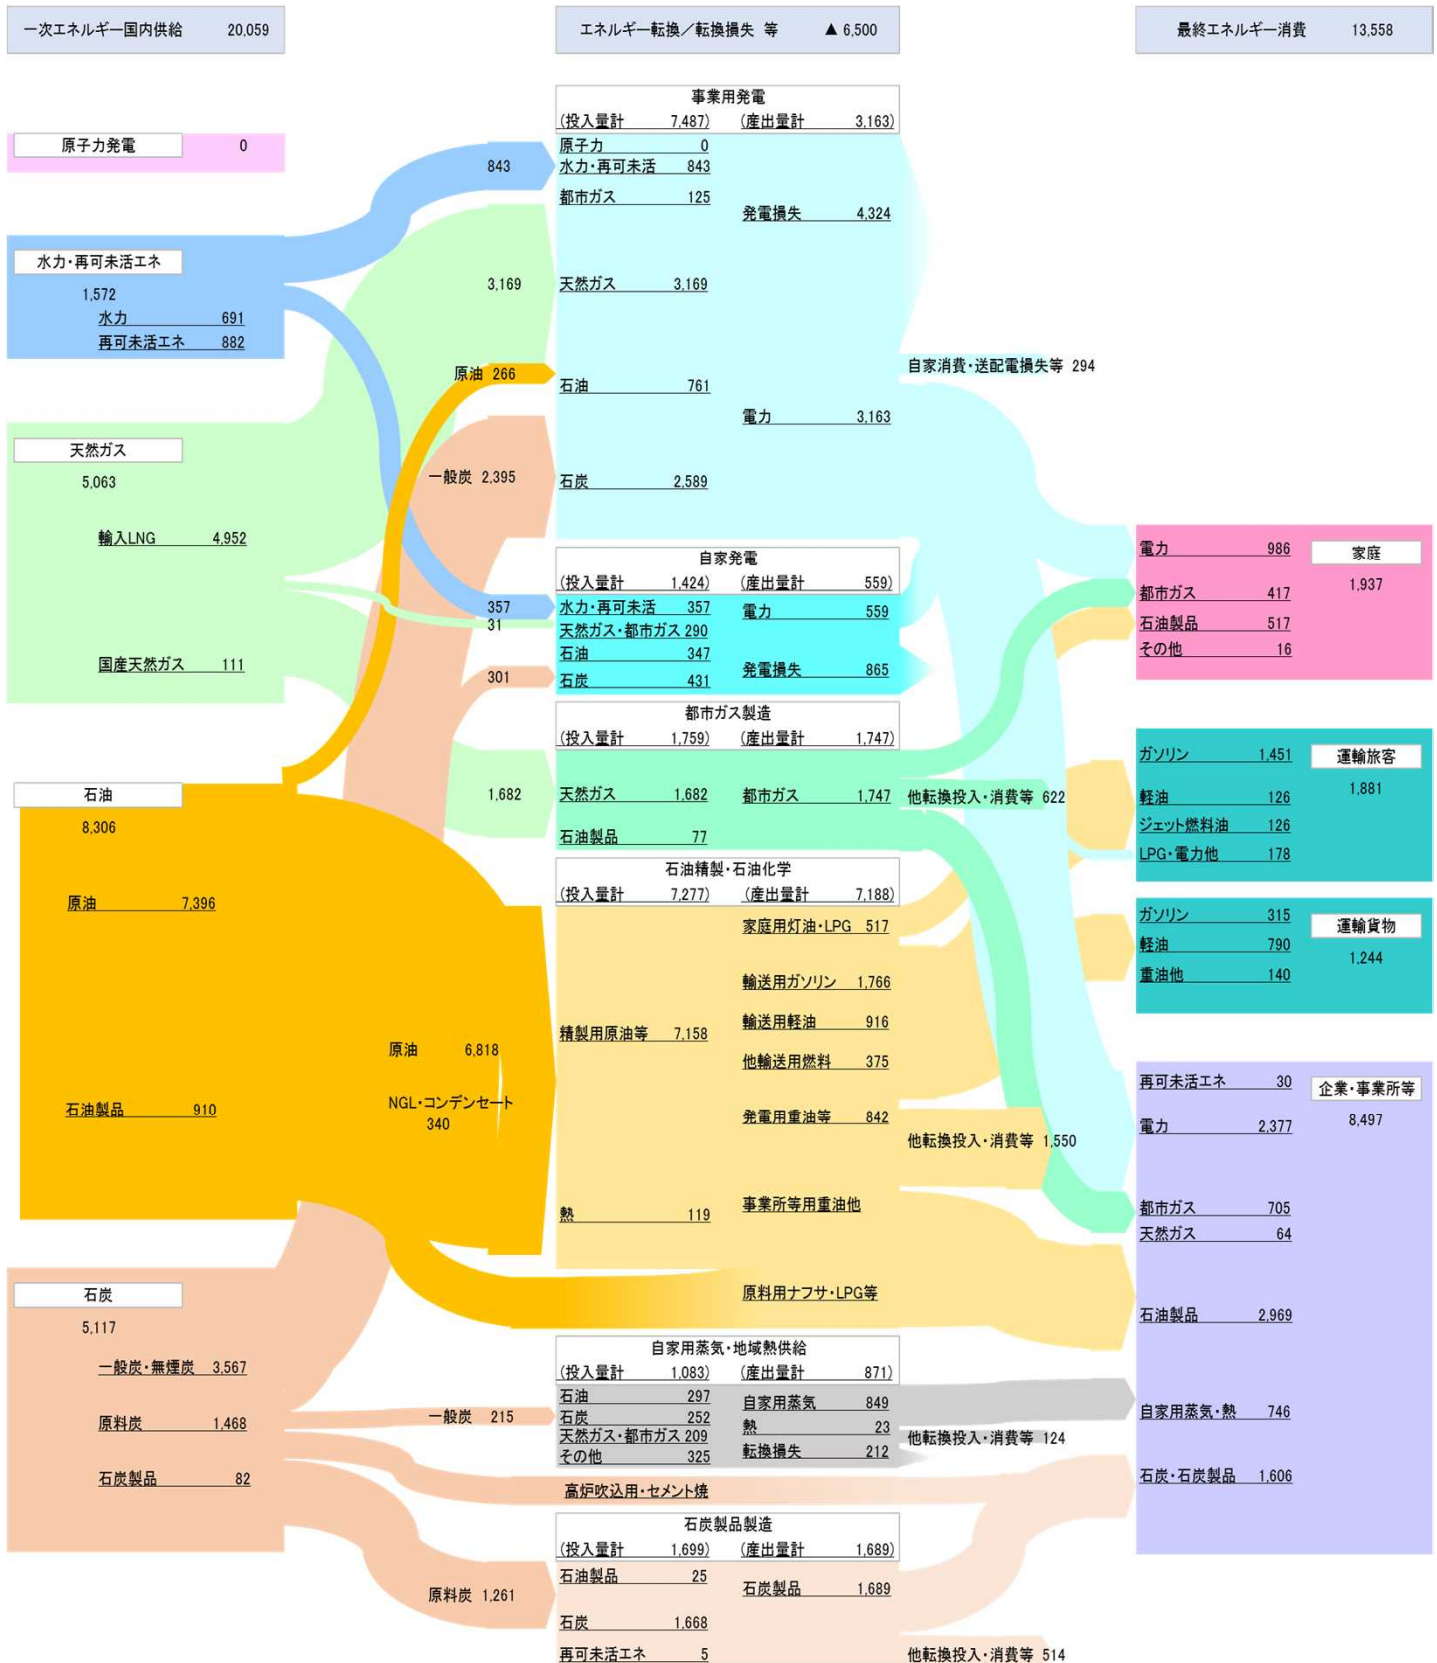 一次エネルギー国内供給 20,059
エネルギー転換／転換損失 等 ▲ 6,500
最終エネルギー消費 13,558
原子力発電 0
水力・再可未活エネ
1,572
水力 691
再可未活エネ 882
天然ガス
5,063
輸入LNG 4,952
国産天然ガス 111
石油
8,306
原油 7,396
石油製品 910
石炭
5,117
一般炭・無煙炭 3,567
原料炭 1,468
石炭製品 82
843
3,169
原油 266
一般炭 2,395
357
31
301
1,682
原油 6,818
NGL・コンデンセート
340
一般炭 215
原料炭 1,261
事業用発電
(投入量計 7,487) (産出量計 3,163)
原子力 0
水力・再可未活 843
都市ガス 125
発電損失 4,324
天然ガス 3,169
石油 761
電力 3,163
石炭 2,589
自家発電
(投入量計 1,424) (産出量計 559)
水力・再可未活 357 電力 559
天然ガス・都市ガス 290
石油 347
発電損失 865
石炭 431
都市ガス製造
(投入量計 1,759) (産出量計 1,747)
天然ガス 1,682 都市ガス 1,747
石油製品 77
石油精製・石油化学
(投入量計 7,277) (産出量計 7,188)
家庭用灯油・LPG 517
輸送用ガソリン 1,766
輸送用軽油 916
精製用原油等 7,158
他輸送用燃料 375
発電用重油等 842
事業所等用重油他
熱 119
原料用ナフサ・LPG等
自家用蒸気・地域熱供給
(投入量計 1,083) (産出量計 871)
石油 297
自家用蒸気 849
石炭 252
熱 23
天然ガス・都市ガス 209
転換損失 212
その他 325
高炉吹込用・セメント焼
石炭製品製造
(投入量計 1,699) (産出量計 1,689)
石油製品 25
石炭製品 1,689
石炭 1,668
再可未活エネ 5
自家消費・送配電損失等 294
他転換投入・消費等 622
他転換投入・消費等 1,550
他転換投入・消費等 124
他転換投入・消費等 514
家庭
1,937
電力 986
都市ガス 417
石油製品 517
その他 16
運輸旅客
1,881
ガソリン 1,451
軽油 126
ジェット燃料油 126
LPG・電力他 178
運輸貨物
1,244
ガソリン 315
軽油 790
重油他 140
企業・事業所等
8,497
再可未活エネ 30
電力 2,377
都市ガス 705
天然ガス 64
石油製品 2,969
自家用蒸気・熱 746
石炭・石炭製品 1,606